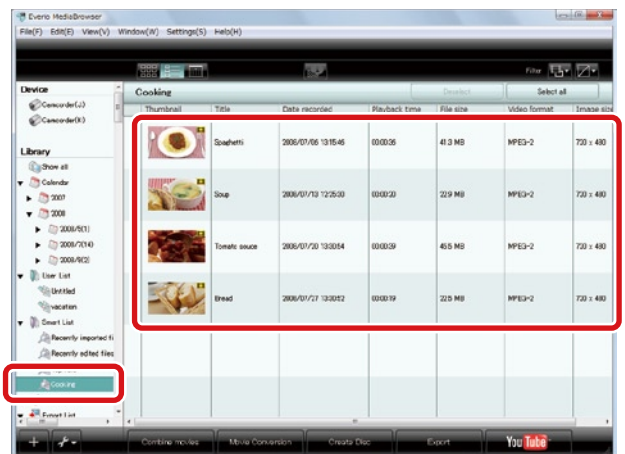 Everio MediaBrowser
File(F) Edit(E) View(V) Window(W) Settings(S) Help(H)
Filter
Device
Camcorder(J)
Camcorder(K)
Library
Show all
Calendar
2007
2008
2008/6(1)
2008/7(14)
2008/9(2)
User List
Untitled
vacation
Smart List
Recently imported fi
Recently edited files
Cooking
Export List
Cooking Deselect Select all
Thumbnail Title Date recorded Playback time File size Video format Image size
Spaghetti 2008/07/06 13:15:46 00:00:35 41.3 MB MPEG-2 720 x 480
Soup 2008/07/13 12:25:30 00:00:20 22.9 MB MPEG-2 720 x 480
Tomato sauce 2008/07/20 13:30:54 00:00:39 45.5 MB MPEG-2 720 x 480
Bread 2008/07/27 13:30:52 00:00:19 22.5 MB MPEG-2 720 x 480
Combine movies Movie Conversion Create Disc Export YouTube